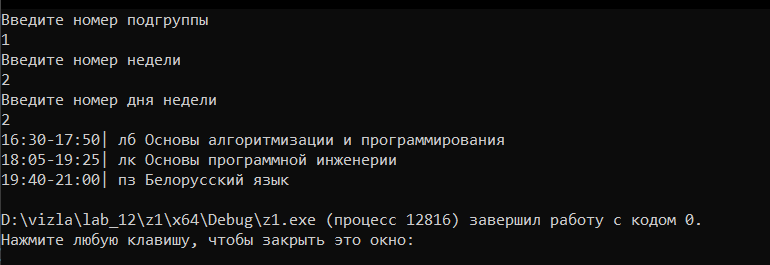 Введите номер подгруппы
1
Введите номер недели
2
Введите номер дня недели
2
16:30-17:50| лб Основы алгоритмизации и программирования
18:05-19:25| лк Основы программной инженерии
19:40-21:00| пз Белорусский язык
D:\vizla\lab_12\z1\x64\Debug\z1.exe (процесс 12816) завершил работу с кодом 0.
Нажмите любую клавишу, чтобы закрыть это окно: